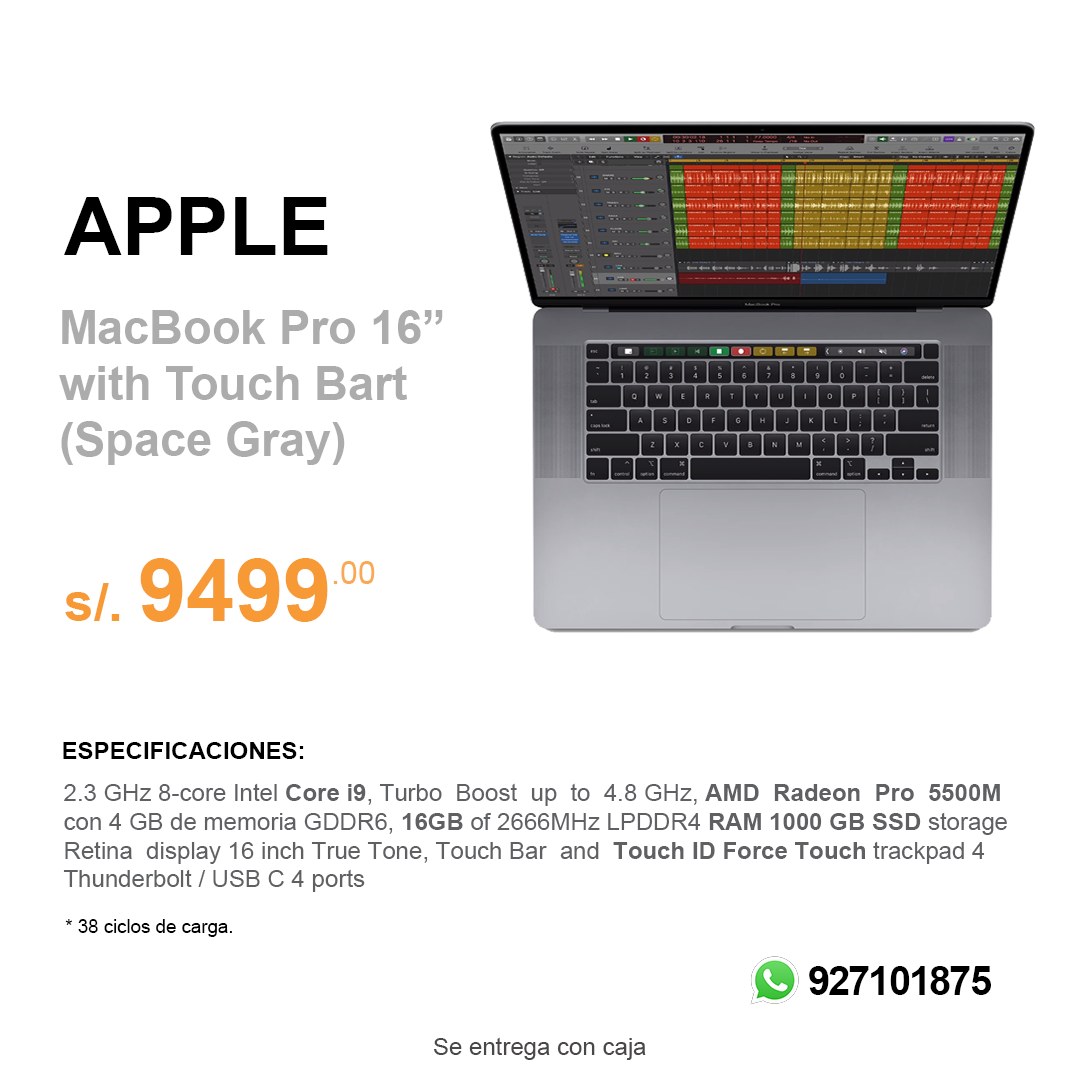 APPLE
MacBook Pro 16”
with Touch Bart
(Space Gray)
s/. 9499.00
MacBook Pro
ESPECIFICACIONES:
2.3 GHz 8-core Intel Core i9, Turbo Boost up to 4.8 GHz, AMD Radeon Pro 5500M
con 4 GB de memoria GDDR6, 16GB of 2666MHz LPDDR4 RAM 1000 GB SSD storage
Retina display 16 inch True Tone, Touch Bar and Touch ID Force Touch trackpad 4
Thunderbolt / USB C 4 ports
* 38 ciclos de carga.
927101875
Se entrega con caja